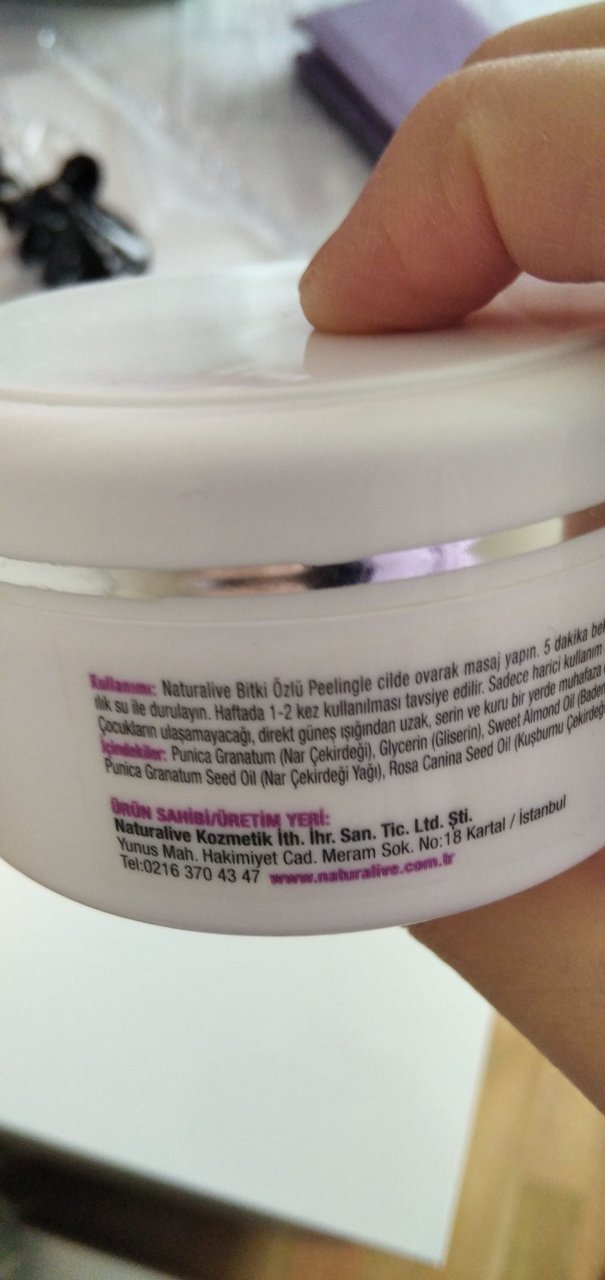 Kullanımı: Naturalive Bitki Özlü Peelingle cilde ovarak masaj yapın. 5 dakika
ılık su ile durulayın. Haftada 1-2 kez kullanılması tavsiye edilir. Sadece harici kullanım
Çocukların ulaşamayacağı, direkt güneş ışığından uzak, serin ve kuru bir yerde muhafaza
İçindekiler: Punica Granatum (Nar Çekirdeği), Glycerin (Gliserin), Sweet Almond Oil
Punica Granatum Seed Oil (Nar Çekirdeği Yağı), Rosa Canina Seed Oil (Kuşburnu
ÜRÜN SAHİBİ/ÜRETİM YERİ:
Naturalive Kozmetik İth. İhr. San. Tic. Ltd. Şti.
Yunus Mah. Hakimiyet Cad. Meram Sok. No:18 Kartal / İstanbul
Tel:0216 370 43 47 www.naturalive.com.tr